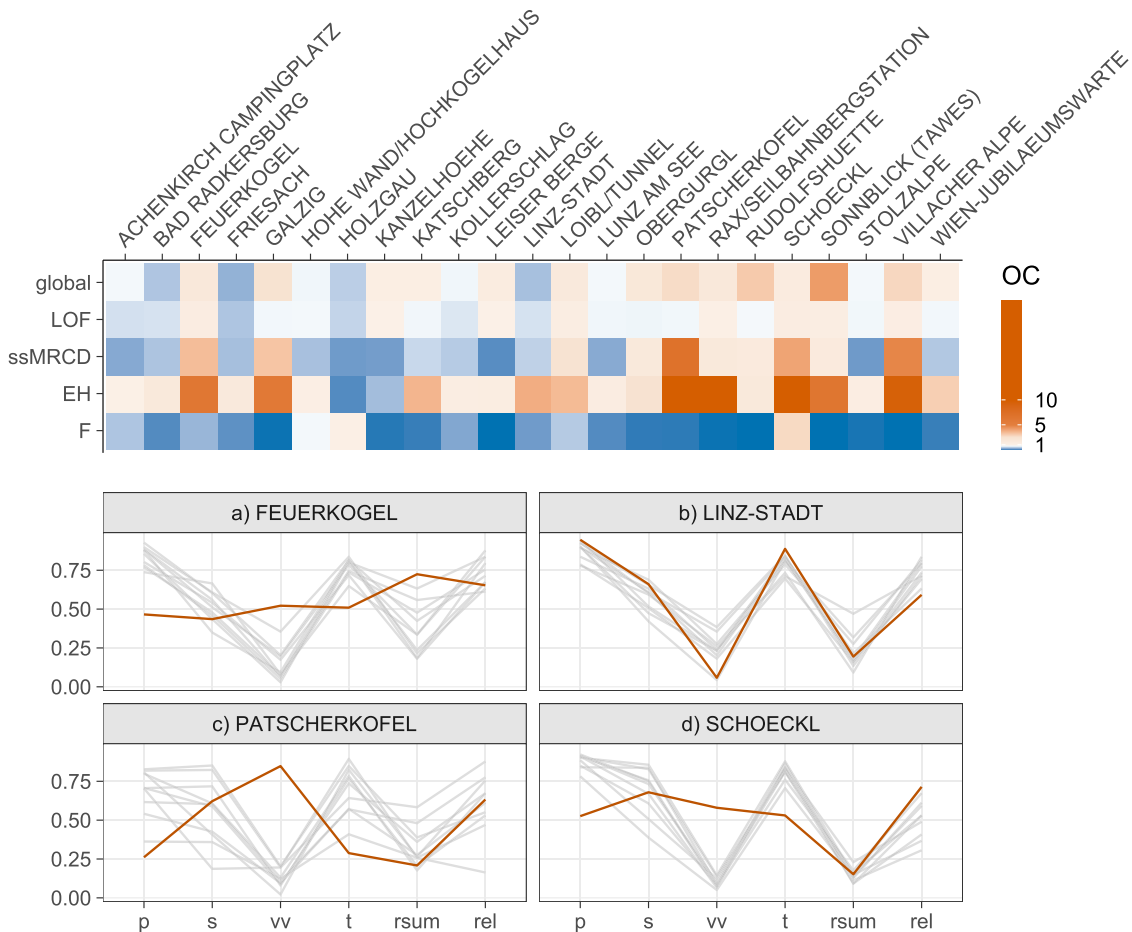 ACHENKIRCH CAMPINGPLATZ
BAD RADKERSBURG
FEUERKOGEL
FRIESACH
GALZIG
HOHE WAND/HOCHKOGELHAUS
HOLZGAU
KANZELHOEHE
KATSCHBERG
KOLLERSCHLAG
LEISER BERGE
LINZ-STADT
LOIBL/TUNNEL
LUNZ AM SEE
OBERGURGL
PATSCHERKOFEL
RAX/SEILBAHNBERGSTATION
RUDOLFSHUETTE
SCHOECKL
SONNBLICK (TAWES)
STOLZALPE
VILLACHER ALPE
WIEN-JUBILAEUMSWARTE
global
LOF
ssMRCD
EH
F
OC
10
5
1
a) FEUERKOGEL
b) LINZ-STADT
0.75
0.50
0.25
0.00
c) PATSCHERKOFEL
d) SCHOECKL
0.75
0.50
0.25
0.00
p s vv t rsum rel
p s vv t rsum rel